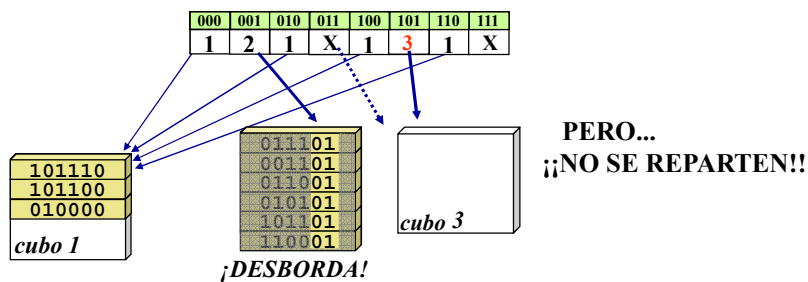 000 001 010 011 100 101 110 111
1 2 1 X 1 3 1 X
PERO...
¡¡NO SE REPARTEN!!
101110
101100
010000
cubo 1
011101
001101
011001
010101
101101
110001
¡DESBORDA!
cubo 3